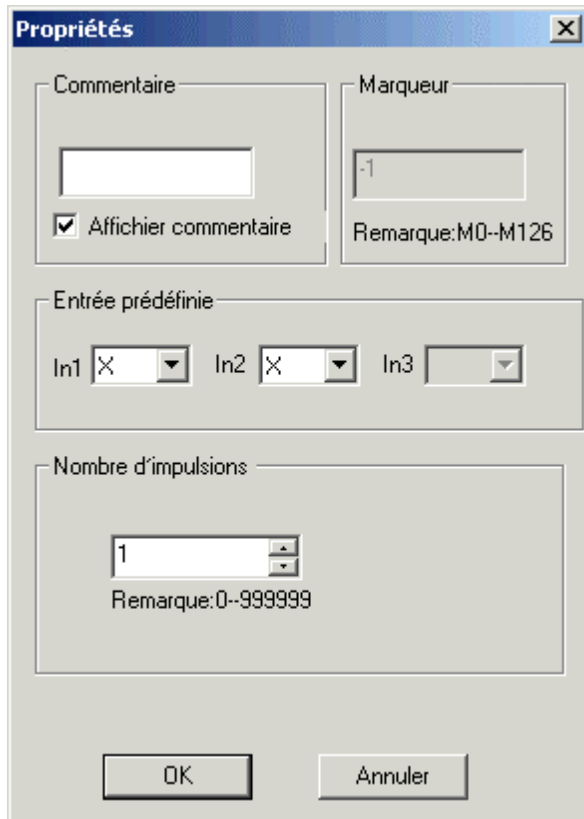 Propriétés
Commentaire
Affichier commentaire
Marqueur
-1
Remarque:M0--M126
Entrée prédéfinie
In1 X In2 X In3
Nombre d'impulsions
1
Remarque:0--999999
OK Annuler